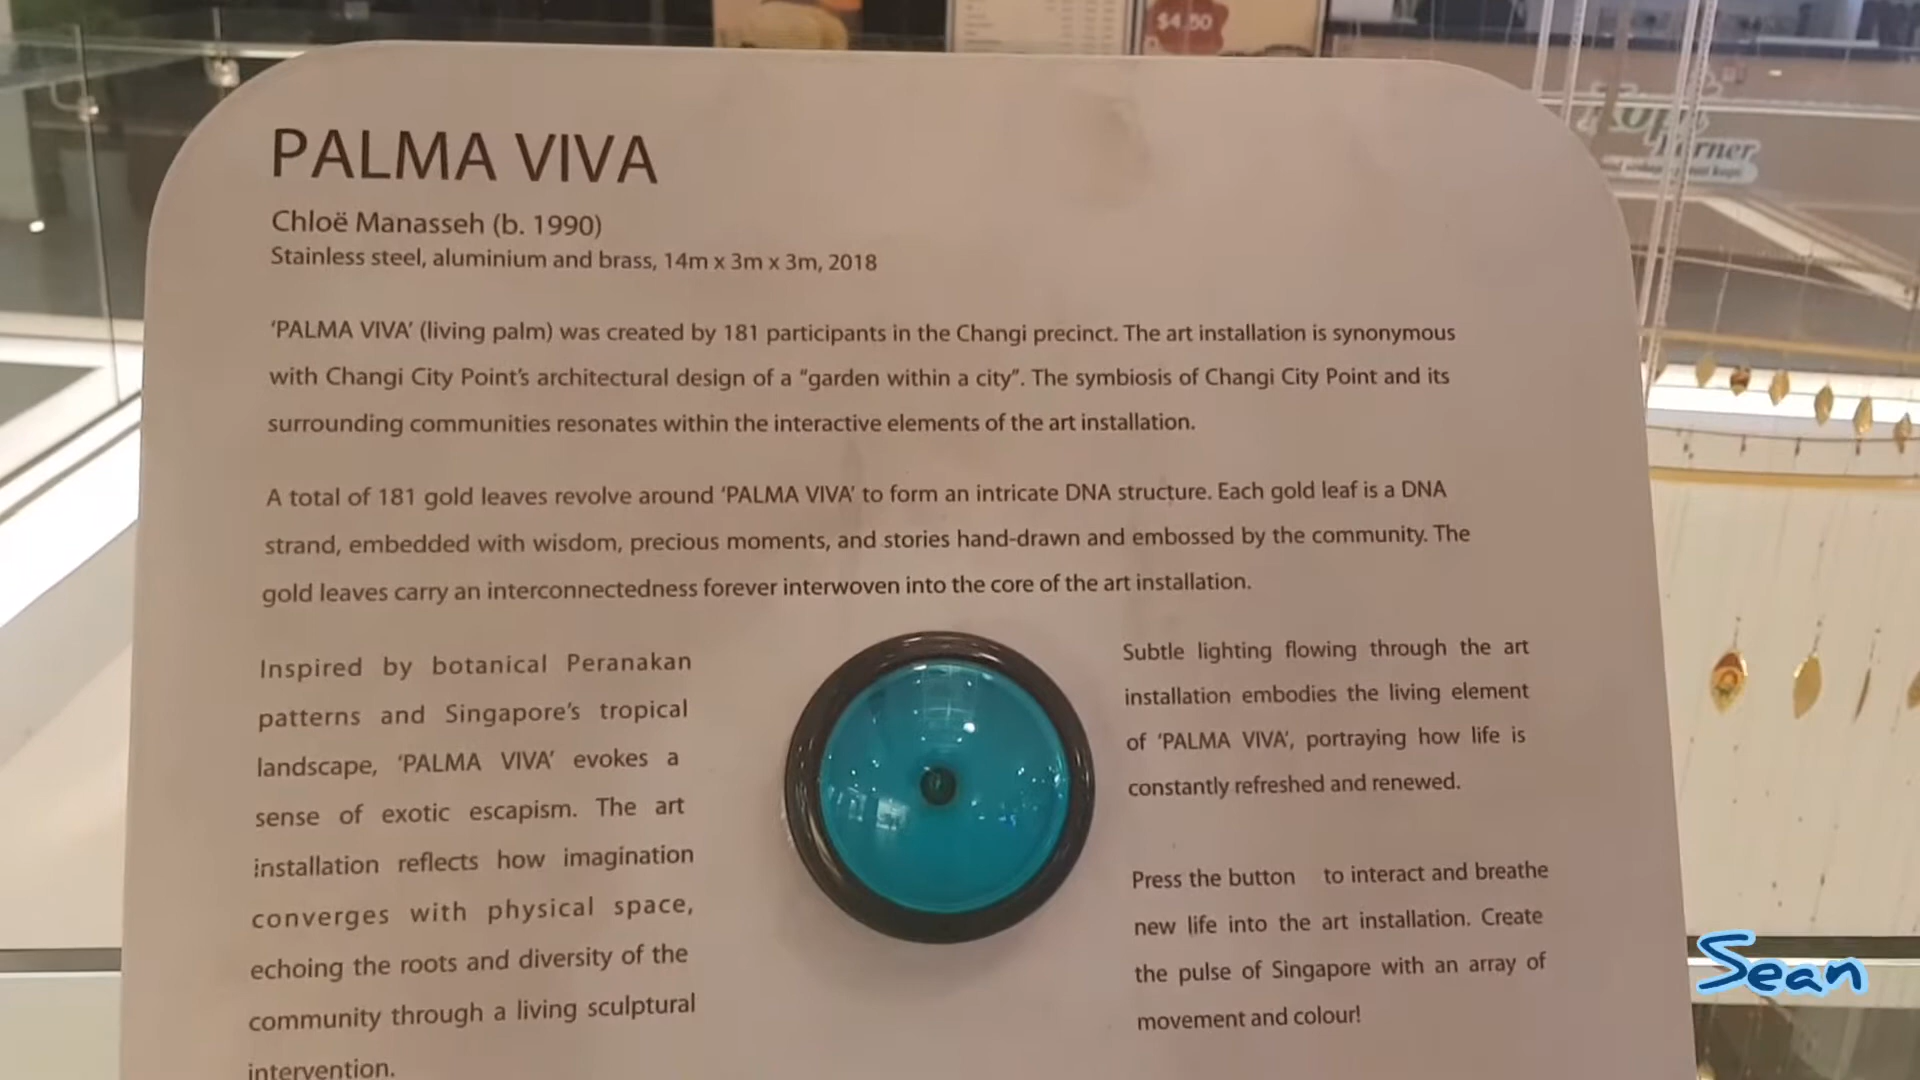 $4.50
Kopi
Corner
PALMA VIVA
Chloë Manasseh (b. 1990)
Stainless steel, aluminium and brass, 14m x 3m x 3m, 2018
‘PALMA VIVA’ (living palm) was created by 181 participants in the Changi precinct. The art installation is synonymous
with Changi City Point’s architectural design of a “garden within a city”. The symbiosis of Changi City Point and its
surrounding communities resonates within the interactive elements of the art installation.
A total of 181 gold leaves revolve around ‘PALMA VIVA’ to form an intricate DNA structure. Each gold leaf is a DNA
strand, embedded with wisdom, precious moments, and stories hand-drawn and embossed by the community. The
gold leaves carry an interconnectedness forever interwoven into the core of the art installation.
Inspired by botanical Peranakan
patterns and Singapore’s tropical
landscape, ‘PALMA VIVA’ evokes a
sense of exotic escapism. The art
installation reflects how imagination
converges with physical space,
echoing the roots and diversity of the
community through a living sculptural
intervention.
Subtle lighting flowing through the art
installation embodies the living element
of ‘PALMA VIVA’, portraying how life is
constantly refreshed and renewed.
Press the button to interact and breathe
new life into the art installation. Create
the pulse of Singapore with an array of
movement and colour!
Sean